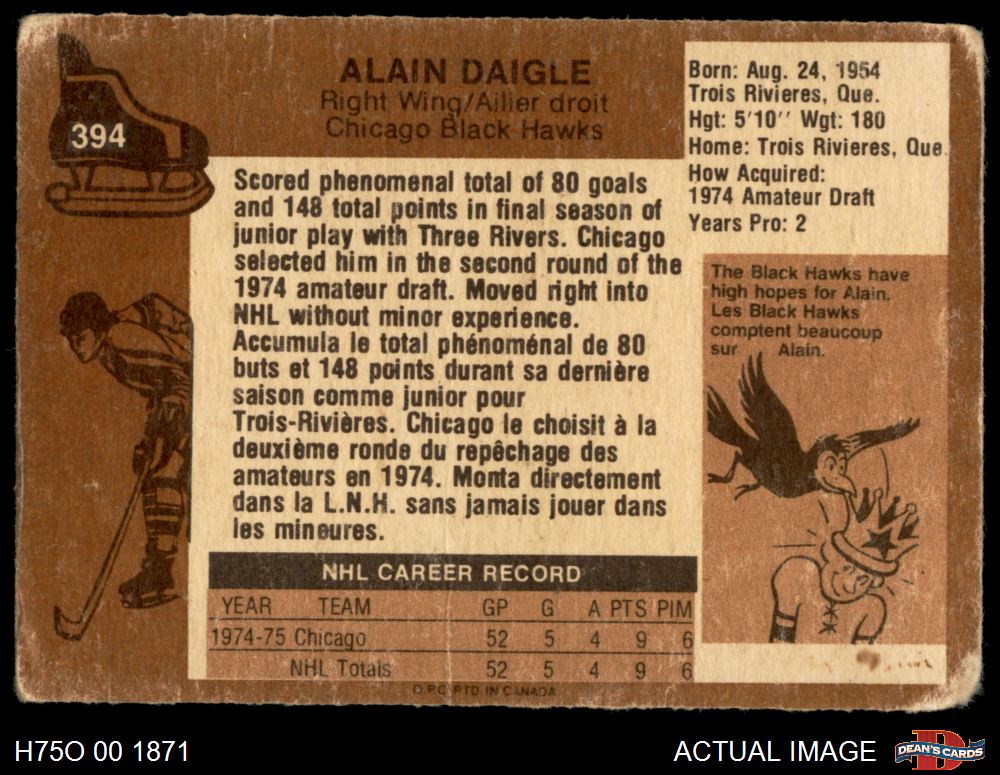 394
ALAIN DAIGLE
Right Wing/Ailier droit
Chicago Black Hawks
Born: Aug. 24, 1954
Trois Rivieres, Que.
Hgt: 5'10'' Wgt: 180
Home: Trois Rivieres, Que
How Acquired:
1974 Amateur Draft
Years Pro: 2
Scored phenomenal total of 80 goals
and 148 total points in final season of
junior play with Three Rivers. Chicago
selected him in the second round of the
1974 amateur draft. Moved right into
NHL without minor experience.
Accumula le total phénoménal de 80
buts et 148 points durant sa dernière
saison comme junior pour
Trois-Rivières. Chicago le choisit à la
deuxième ronde du repêchage des
amateurs en 1974. Monta directement
dans la L.N.H. sans jamais jouer dans
les mineures.
The Black Hawks have
high hopes for Alain.
Les Black Hawks
comptent beaucoup
sur Alain.
NHL CAREER RECORD
YEAR TEAM GP G A PTS PIM
1974-75 Chicago 52 5 4 9 6
NHL Totals 52 5 4 9 6
O.P.C. PTD IN CANADA
H75O 00 1871
ACTUAL IMAGE
DEAN'S CARDS